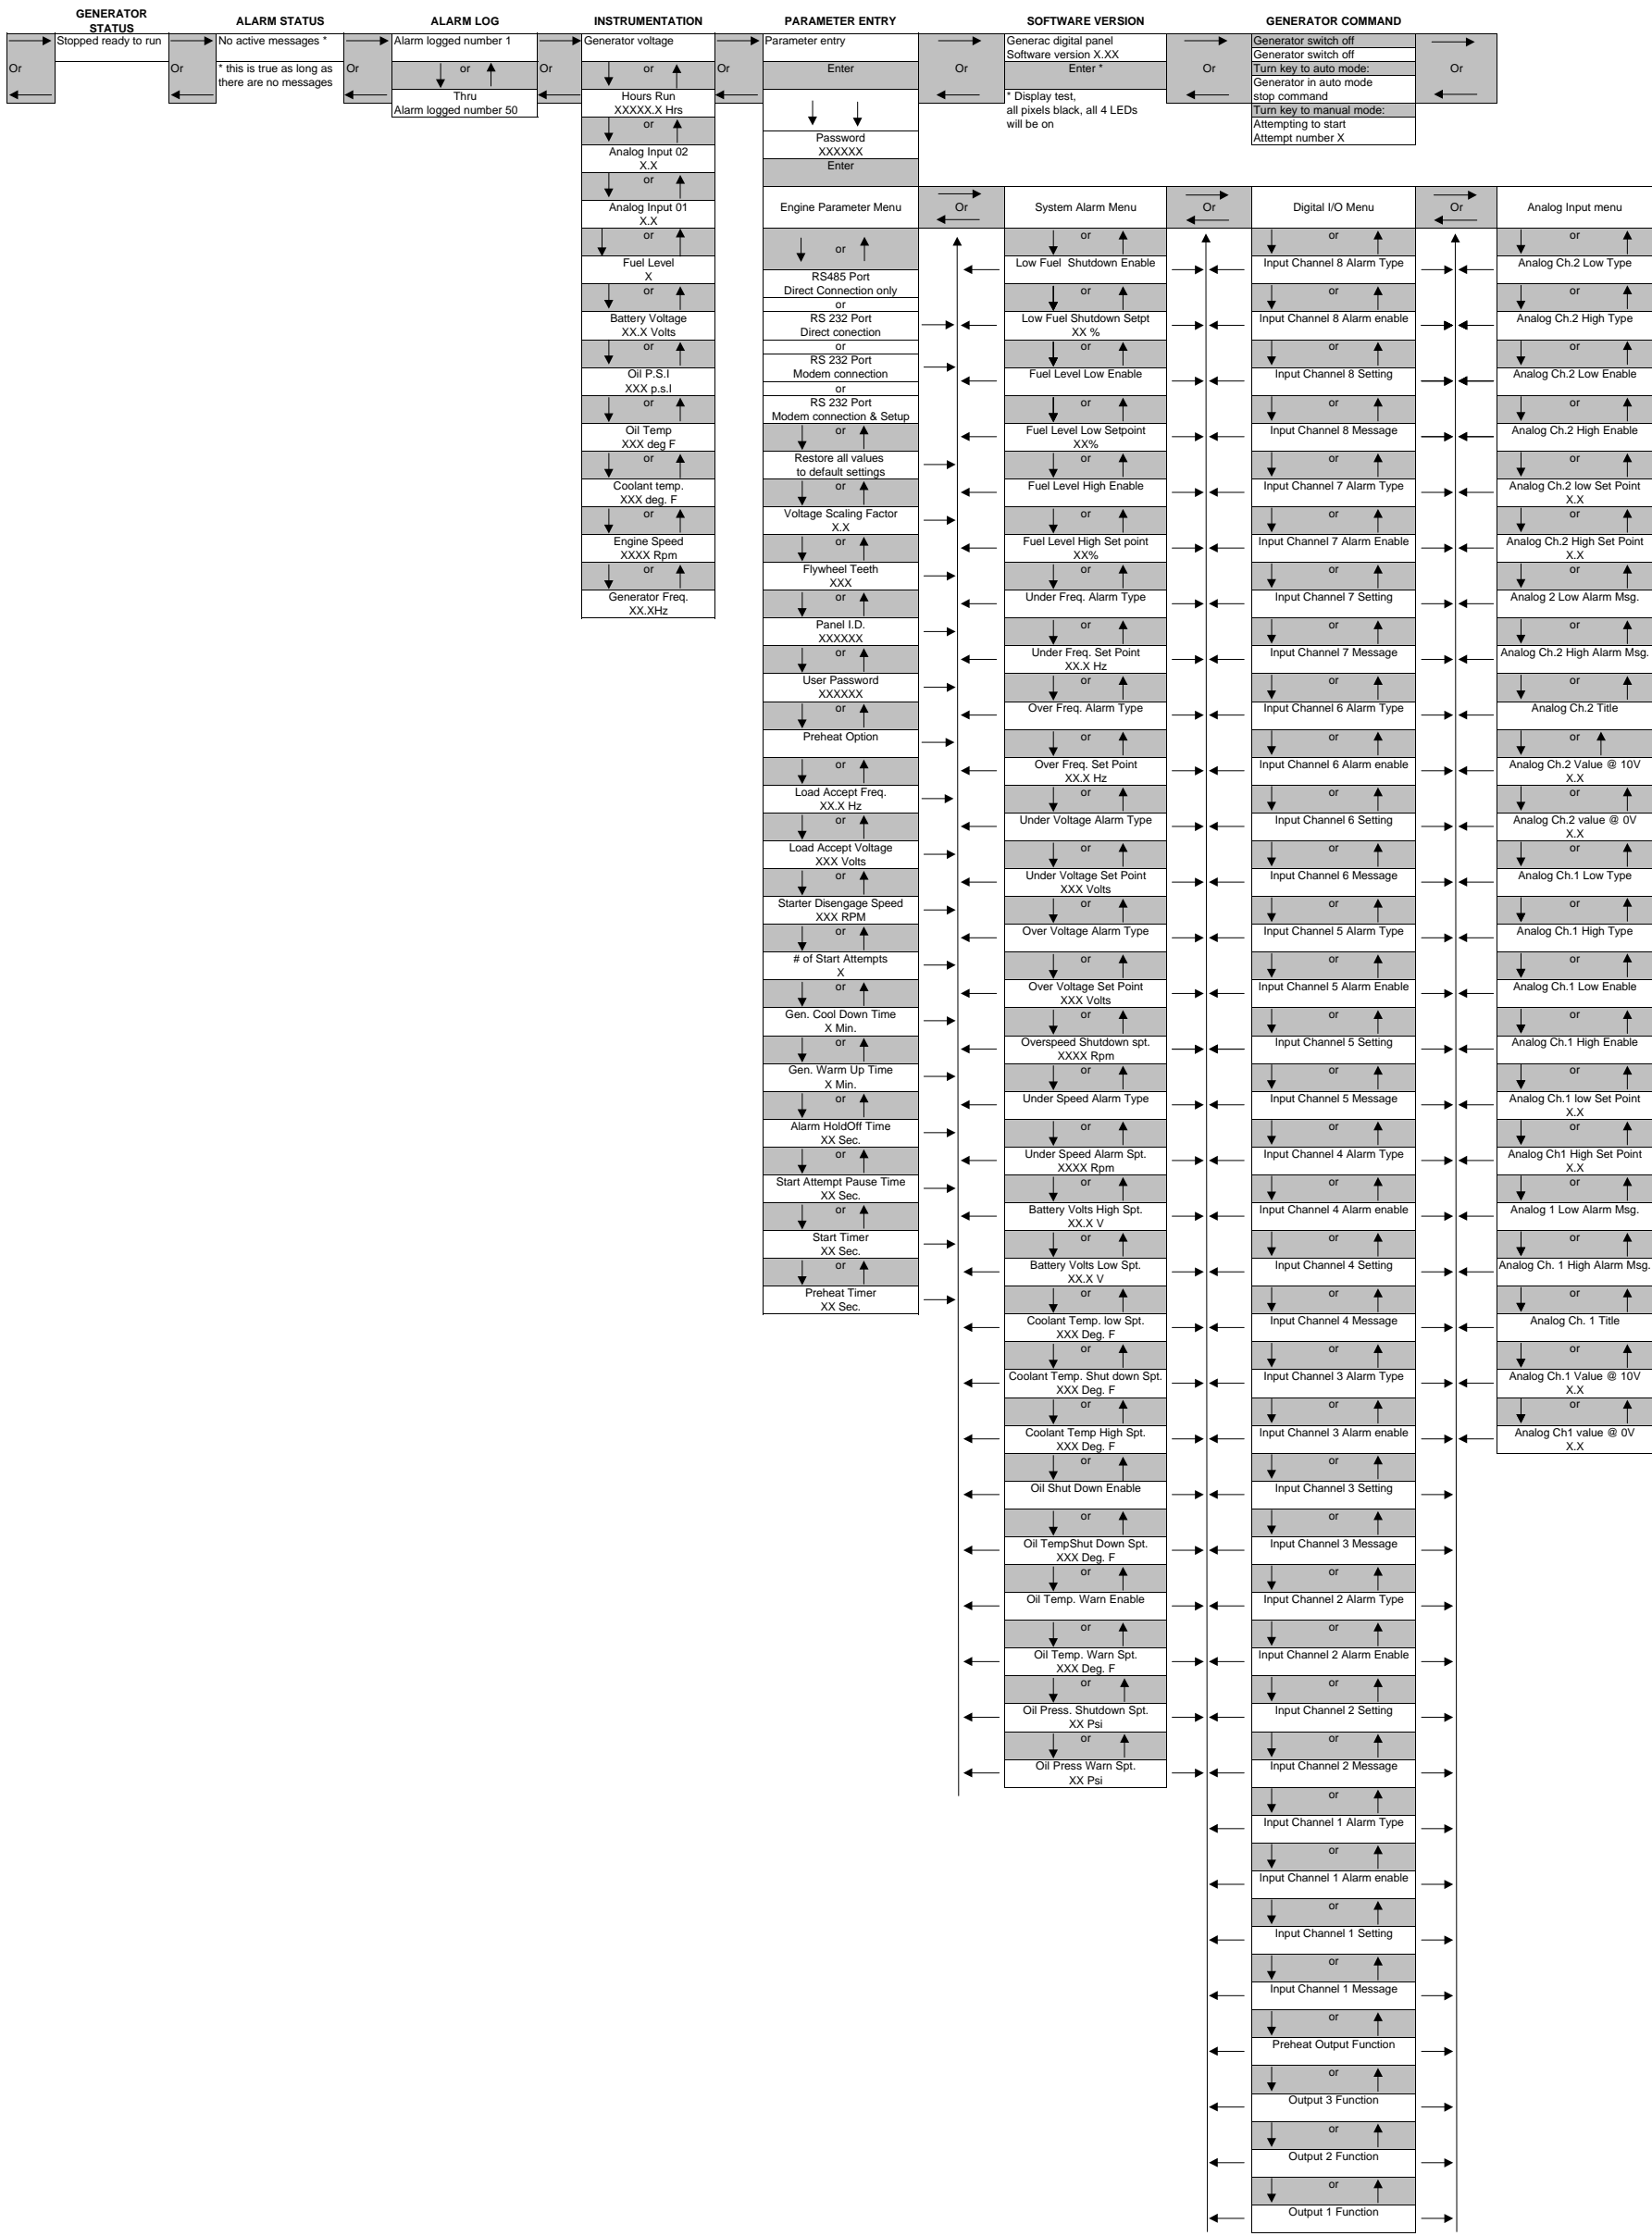 GENERATOR
STATUS
Stopped ready to run
Or
ALARM STATUS
No active messages *
* this is true as long as
there are no messages
Or
ALARM LOG
Alarm logged number 1
or
Thru
Alarm logged number 50
Or
INSTRUMENTATION
Generator voltage
or
Hours Run
XXXXX.X Hrs
or
Analog Input 02
X.X
or
Analog Input 01
X.X
or
Fuel Level
X
or
Battery Voltage
XX.X Volts
or
Oil P.S.I
XXX p.s.I
or
Oil Temp
XXX deg F
or
Coolant temp.
XXX deg. F
or
Engine Speed
XXXX Rpm
or
Generator Freq.
XX.XHz
Or
Or
PARAMETER ENTRY
Parameter entry
Enter
Password
XXXXXX
Enter
Engine Parameter Menu
or
RS485 Port
Direct Connection only
or
RS 232 Port
Direct conection
or
RS 232 Port
Modem connection
or
RS 232 Port
Modem connection & Setup
or
Restore all values
to default settings
or
Voltage Scaling Factor
X.X
or
Flywheel Teeth
XXX
or
Panel I.D.
XXXXXX
or
User Password
XXXXXX
or
Preheat Option
or
Load Accept Freq.
XX.X Hz
or
Load Accept Voltage
XXX Volts
or
Starter Disengage Speed
XXX RPM
or
# of Start Attempts
X
or
Gen. Cool Down Time
X Min.
or
Gen. Warm Up Time
X Min.
or
Alarm HoldOff Time
XX Sec.
or
Start Attempt Pause Time
XX Sec.
or
Start Timer
XX Sec.
or
Preheat Timer
XX Sec.
Or
Or
SOFTWARE VERSION
Generac digital panel
Software version X.XX
Enter *
* Display test,
all pixels black, all 4 LEDs
will be on
System Alarm Menu
or
Low Fuel  Shutdown Enable
or
Low Fuel Shutdown Setpt
XX %
or
Fuel Level Low Enable
or
Fuel Level Low Setpoint
XX%
or
Fuel Level High Enable
or
Fuel Level High Set point
XX%
or
Under Freq. Alarm Type
or
Under Freq. Set Point
XX.X Hz
or
Over Freq. Alarm Type
or
Over Freq. Set Point
XX.X Hz
or
Under Voltage Alarm Type
or
Under Voltage Set Point
XXX Volts
or
Over Voltage Alarm Type
or
Over Voltage Set Point
XXX Volts
or
Overspeed Shutdown spt.
XXXX Rpm
or
Under Speed Alarm Type
or
Under Speed Alarm Spt.
XXXX Rpm
or
Battery Volts High Spt.
XX.X V
or
Battery Volts Low Spt.
XX.X V
or
Coolant Temp. low Spt.
XXX Deg. F
or
Coolant Temp. Shut down Spt.
XXX Deg. F
or
Coolant Temp High Spt.
XXX Deg. F
or
Oil Shut Down Enable
or
Oil TempShut Down Spt.
XXX Deg. F
or
Oil Temp. Warn Enable
or
Oil Temp. Warn Spt.
XXX Deg. F
or
Oil Press. Shutdown Spt.
XX Psi
or
Oil Press Warn Spt.
XX Psi
Or
Or
GENERATOR COMMAND
Generator switch off
Generator switch off
Turn key to auto mode:
Generator in auto mode
stop command
Turn key to manual mode:
Attempting to start
Attempt number X
Or
Digital I/O Menu
or
Input Channel 8 Alarm Type
or
Input Channel 8 Alarm enable
or
Input Channel 8 Setting
or
Input Channel 8 Message
or
Input Channel 7 Alarm Type
or
Input Channel 7 Alarm Enable
or
Input Channel 7 Setting
or
Input Channel 7 Message
or
Input Channel 6 Alarm Type
or
Input Channel 6 Alarm enable
or
Input Channel 6 Setting
or
Input Channel 6 Message
or
Input Channel 5 Alarm Type
or
Input Channel 5 Alarm Enable
or
Input Channel 5 Setting
or
Input Channel 5 Message
or
Input Channel 4 Alarm Type
or
Input Channel 4 Alarm enable
or
Input Channel 4 Setting
or
Input Channel 4 Message
or
Input Channel 3 Alarm Type
or
Input Channel 3 Alarm enable
or
Input Channel 3 Setting
or
Input Channel 3 Message
or
Input Channel 2 Alarm Type
or
Input Channel 2 Alarm Enable
or
Input Channel 2 Setting
or
Input Channel 2 Message
or
Input Channel 1 Alarm Type
or
Input Channel 1 Alarm enable
or
Input Channel 1 Setting
or
Input Channel 1 Message
or
Preheat Output Function
or
Output 3 Function
or
Output 2 Function
or
Output 1 Function
Or
Analog Input menu
or
Analog Ch.2 Low Type
or
Analog Ch.2 High Type
or
Analog Ch.2 Low Enable
or
Analog Ch.2 High Enable
or
Analog Ch.2 low Set Point
X.X
or
Analog Ch.2 High Set Point
X.X
or
Analog 2 Low Alarm Msg.
or
Analog Ch.2 High Alarm Msg.
or
Analog Ch.2 Title
or
Analog Ch.2 Value @ 10V
X.X
or
Analog Ch.2 value @ 0V
X.X
or
Analog Ch.1 Low Type
or
Analog Ch.1 High Type
or
Analog Ch.1 Low Enable
or
Analog Ch.1 High Enable
or
Analog Ch.1 low Set Point
X.X
or
Analog Ch1 High Set Point
X.X
or
Analog 1 Low Alarm Msg.
or
Analog Ch. 1 High Alarm Msg.
or
Analog Ch. 1 Title
or
Analog Ch.1 Value @ 10V
X.X
or
Analog Ch1 value @ 0V
X.X